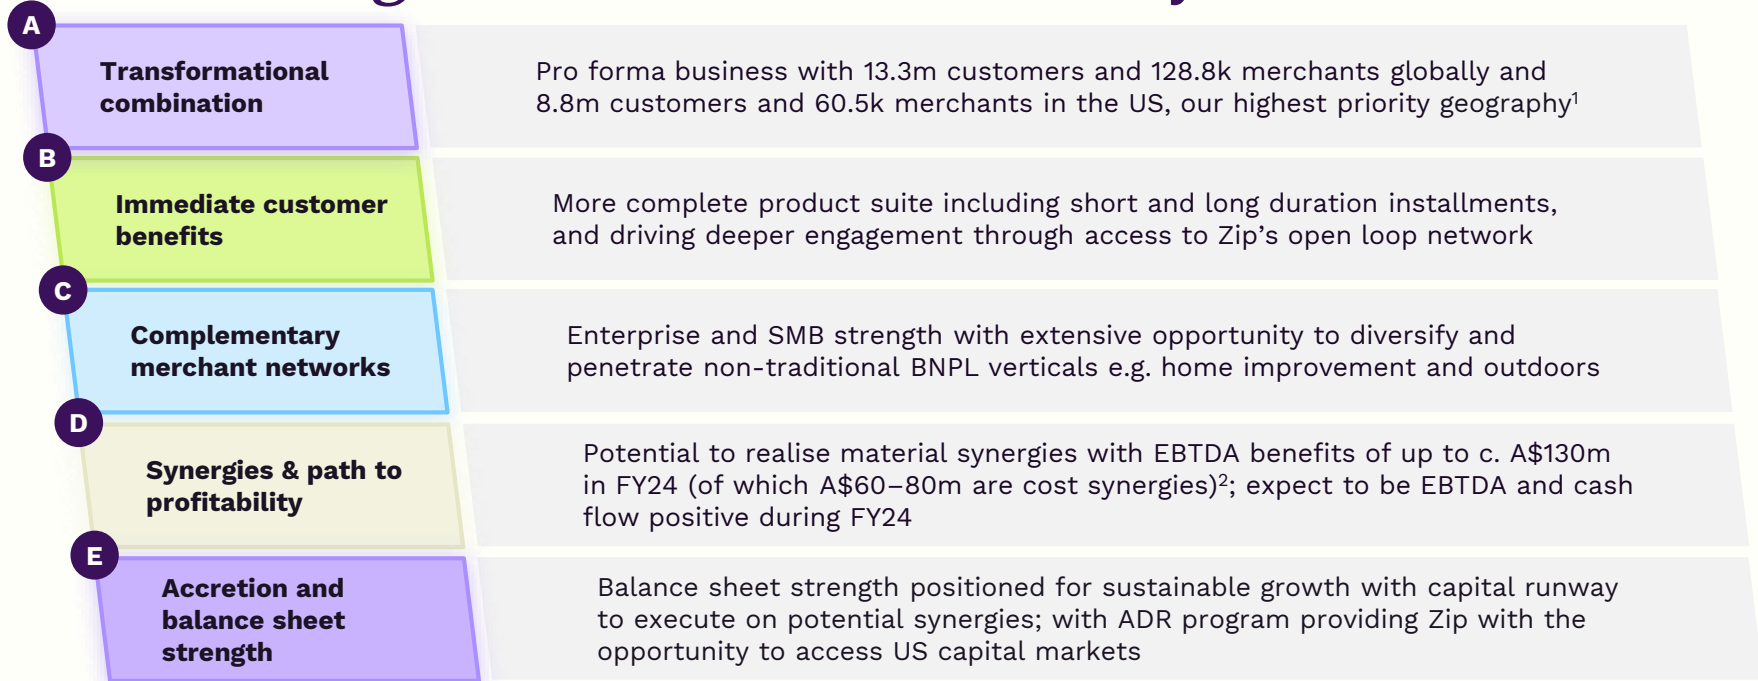 A
Transformational
combination
Pro forma business with 13.3m customers and 128.8k merchants globally and
8.8m customers and 60.5k merchants in the US, our highest priority geography¹
B
Immediate customer
benefits
More complete product suite including short and long duration installments,
and driving deeper engagement through access to Zip’s open loop network
C
Complementary
merchant networks
Enterprise and SMB strength with extensive opportunity to diversify and
penetrate non-traditional BNPL verticals e.g. home improvement and outdoors
D
Synergies & path to
profitability
Potential to realise material synergies with EBTDA benefits of up to c. A$130m
in FY24 (of which A$60–80m are cost synergies)²; expect to be EBTDA and cash
flow positive during FY24
E
Accretion and
balance sheet
strength
Balance sheet strength positioned for sustainable growth with capital runway
to execute on potential synergies; with ADR program providing Zip with the
opportunity to access US capital markets